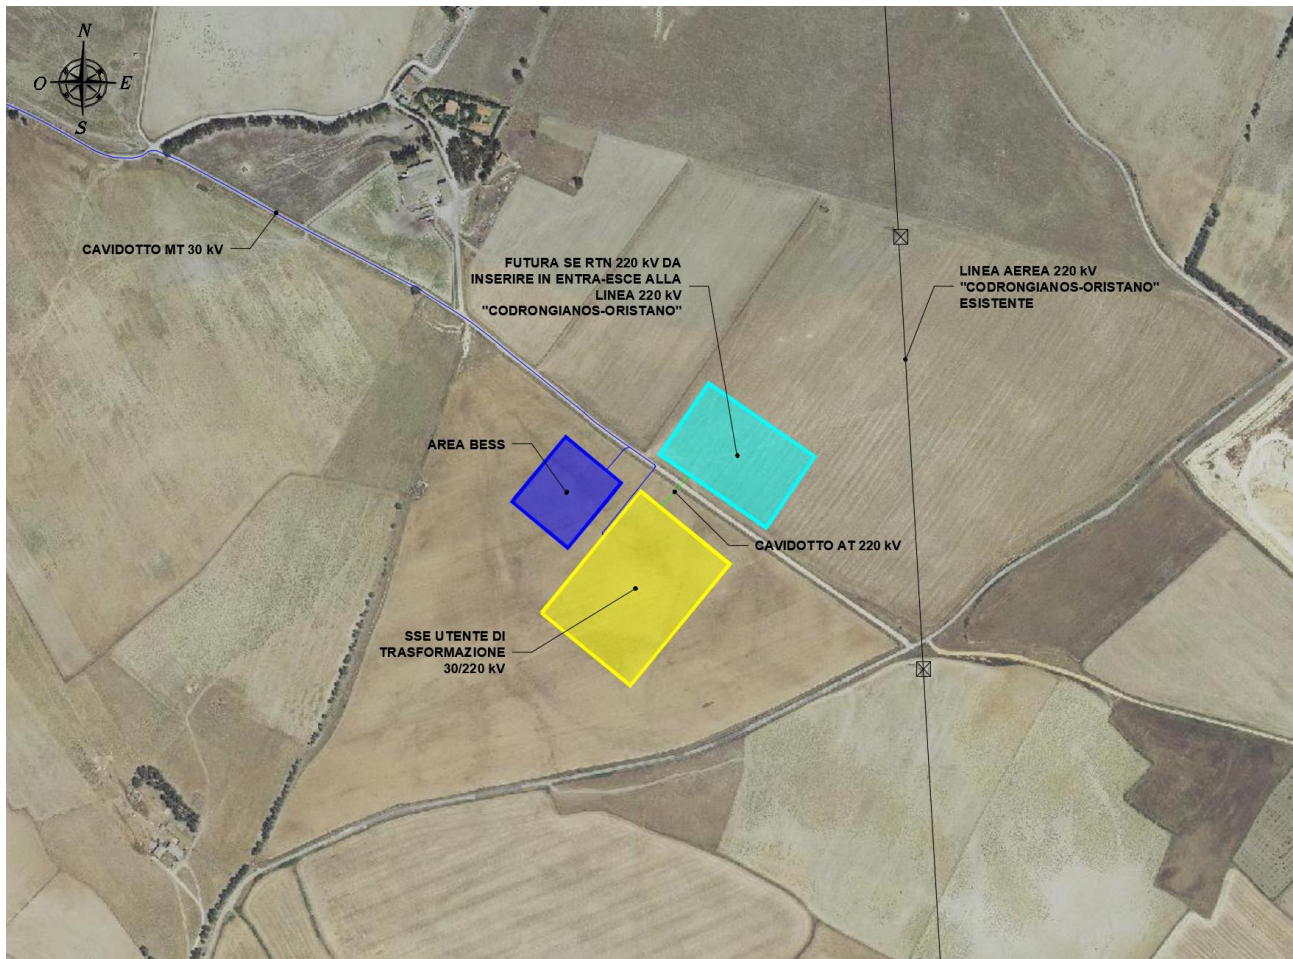 N
O E
S
CAVIDOTTO MT 30 kV
FUTURA SE RTN 220 kV DA
INSERIRE IN ENTRA-ESCE ALLA
LINEA 220 kV
"CODRONGIANOS-ORISTANO"
LINEA AEREA 220 kV
"CODRONGIANOS-ORISTANO"
ESISTENTE
AREA BESS
CAVIDOTTO AT 220 kV
SSE UTENTE DI
TRASFORMAZIONE
30/220 kV